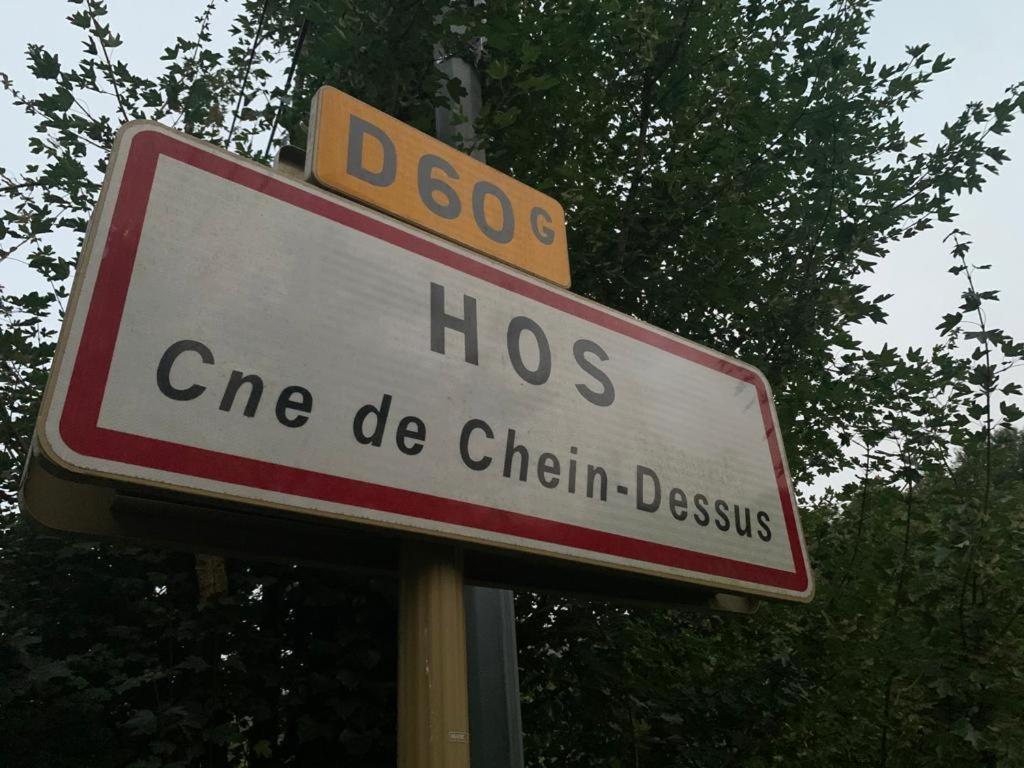 D60G
HOS
Cne de Chein-Dessus